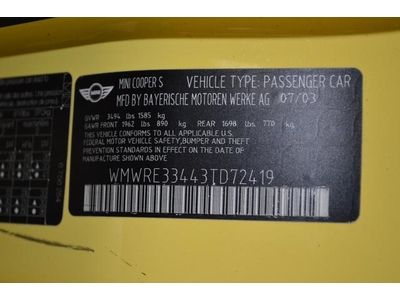 MINI COOPER S VEHICLE TYPE: PASSENGER CAR
MFD BY BAYERISCHE MOTOREN WERKE AG 07/03
GVWR 3494 lbs 1585 kg
GAWR FRONT 1962 lbs 890 kg REAR 1698 lbs 770 kg
THIS VEHICLE CONFORMS TO ALL APPLICABLE U.S.
FEDERAL MOTOR VEHICLE SAFETY, BUMPER AND THEFT
PREVENTION STANDARDS IN EFFECT ON THE DATE OF
MANUFACTURE SHOWN ABOVE.
WMWRE33443TD72419